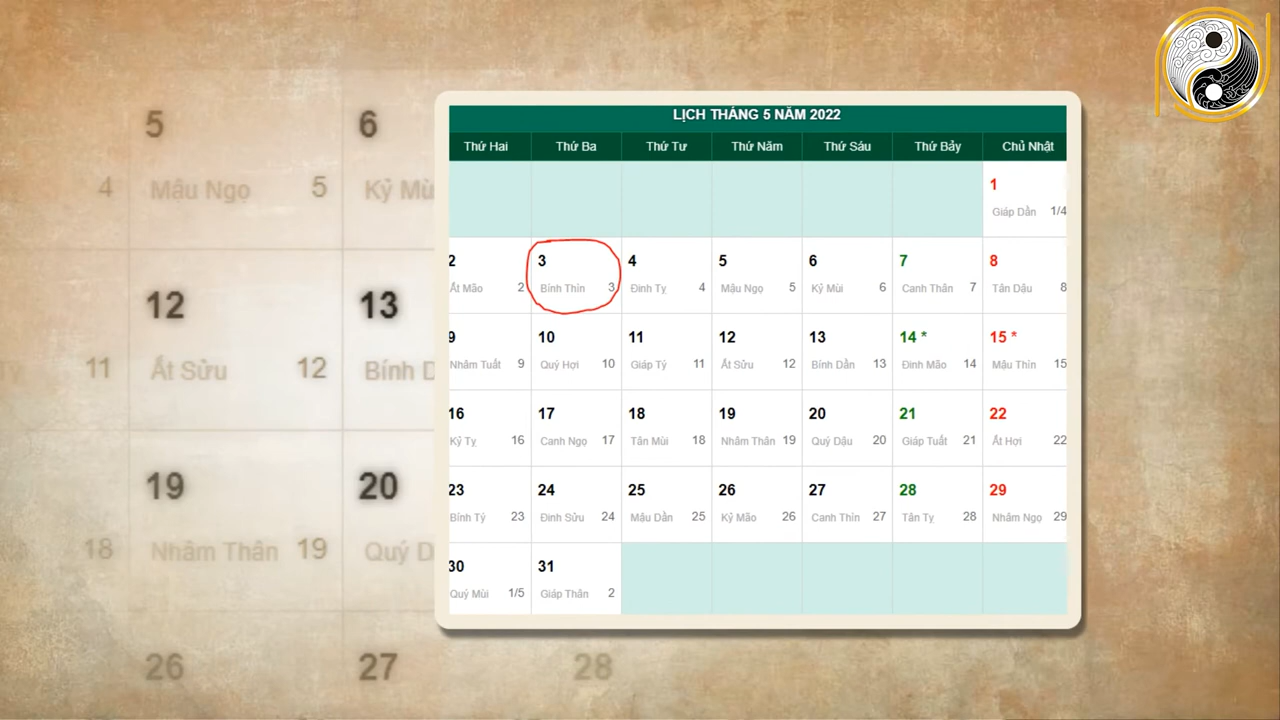 LỊCH THÁNG 5 NĂM 2022
Thứ Hai Thứ Ba Thứ Tư Thứ Năm Thứ Sáu Thứ Bảy Chủ Nhật
1
Giáp Dần 1/4
2 3 4 5 6 7 8
Ất Mão 2 Bính Thìn 3 Đinh Tỵ 4 Mậu Ngọ 5 Kỷ Mùi 6 Canh Thân 7 Tân Dậu 8
9 10 11 12 13 14 * 15 *
Nhâm Tuất 9 Quý Hợi 10 Giáp Tý 11 Ất Sửu 12 Bính Dần 13 Đinh Mão 14 Mậu Thìn 15
16 17 18 19 20 21 22
Kỷ Tỵ 16 Canh Ngọ 17 Tân Mùi 18 Nhâm Thân 19 Quý Dậu 20 Giáp Tuất 21 Ất Hợi 22
23 24 25 26 27 28 29
Bính Tý 23 Đinh Sửu 24 Mậu Dần 25 Kỷ Mão 26 Canh Thìn 27 Tân Tỵ 28 Nhâm Ngọ 29
30 31
Quý Mùi 1/5 Giáp Thân 2
5 6
4 Mậu Ngọ 5 Kỷ Mùi
12 13
11 Ất Sửu 12 Bính
19 20
18 Nhâm Thân 19 Quý
26 27 28